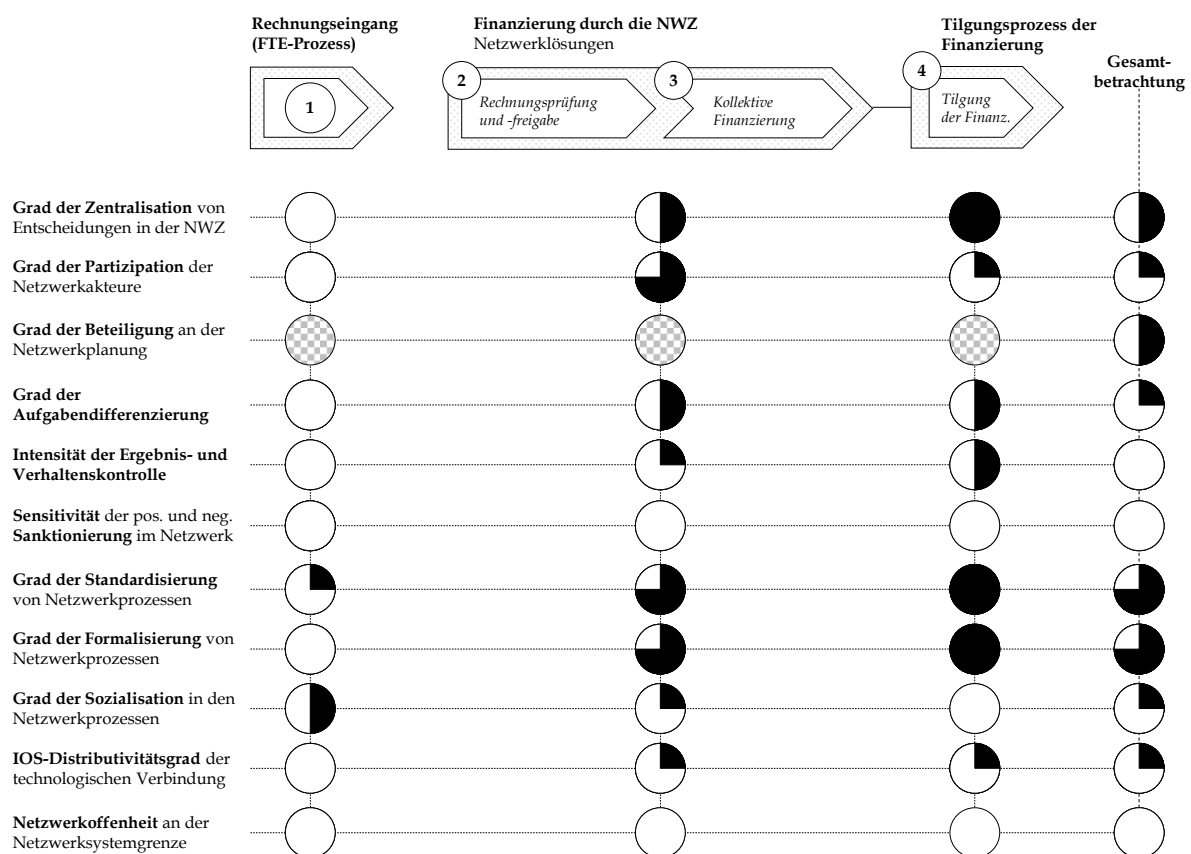 Rechnungseingang
(FTE-Prozess)
Finanzierung durch die NWZ
Netzwerklösungen
Tilgungsprozess der
Finanzierung
Gesamt-
betrachtung
1
2
Rechnungsprüfung
und -freigabe
3
Kollektive
Finanzierung
4
Tilgung
der Finanz.
Grad der Zentralisation von
Entscheidungen in der NWZ
Grad der Partizipation der
Netzwerkakteure
Grad der Beteiligung an der
Netzwerkplanung
Grad der
Aufgabendifferenzierung
Intensität der Ergebnis- und
Verhaltenskontrolle
Sensitivität der pos. und neg.
Sanktionierung im Netzwerk
Grad der Standardisierung
von Netzwerkprozessen
Grad der Formalisierung von
Netzwerkprozessen
Grad der Sozialisation in den
Netzwerkprozessen
IOS-Distributivitätsgrad der
technologischen Verbindung
Netzwerkoffenheit an der
Netzwerksystemgrenze